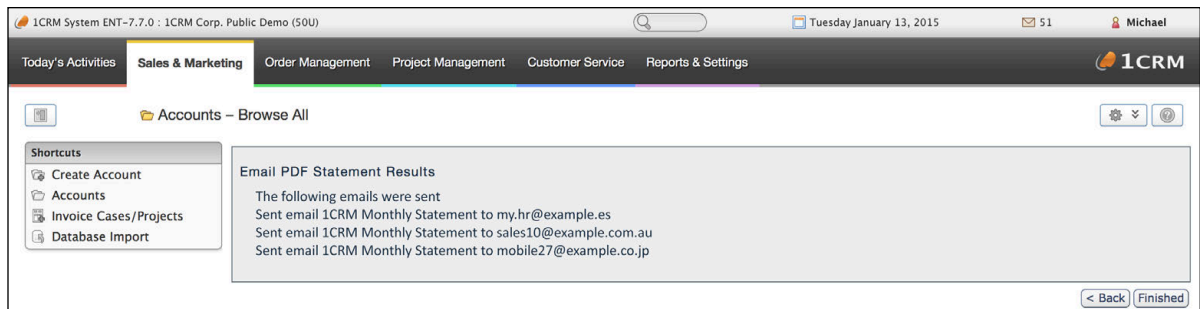 1CRM System ENT-7.7.0 : 1CRM Corp. Public Demo (50U)
Tuesday January 13, 2015
51
Michael
Today's Activities
Sales & Marketing
Order Management
Project Management
Customer Service
Reports & Settings
1CRM
Accounts – Browse All
Shortcuts
Create Account
Accounts
Invoice Cases/Projects
Database Import
Email PDF Statement Results
The following emails were sent
Sent email 1CRM Monthly Statement to my.hr@example.es
Sent email 1CRM Monthly Statement to sales10@example.com.au
Sent email 1CRM Monthly Statement to mobile27@example.co.jp
< Back
Finished